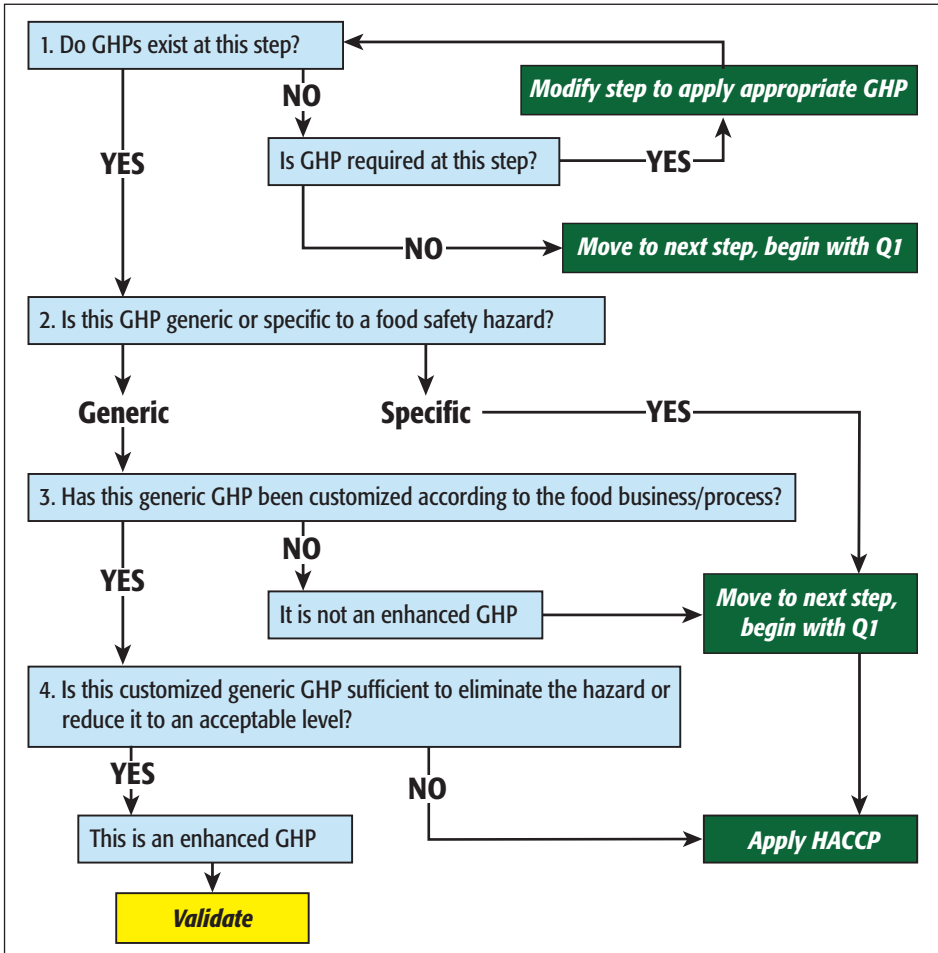 1. Do GHPs exist at this step?
NO
Modify step to apply appropriate GHP
YES
Is GHP required at this step?
YES
NO
Move to next step, begin with Q1
2. Is this GHP generic or specific to a food safety hazard?
Generic
Specific
YES
3. Has this generic GHP been customized according to the food business/process?
NO
YES
It is not an enhanced GHP
Move to next step,
begin with Q1
4. Is this customized generic GHP sufficient to eliminate the hazard or
reduce it to an acceptable level?
YES
NO
This is an enhanced GHP
Apply HACCP
Validate